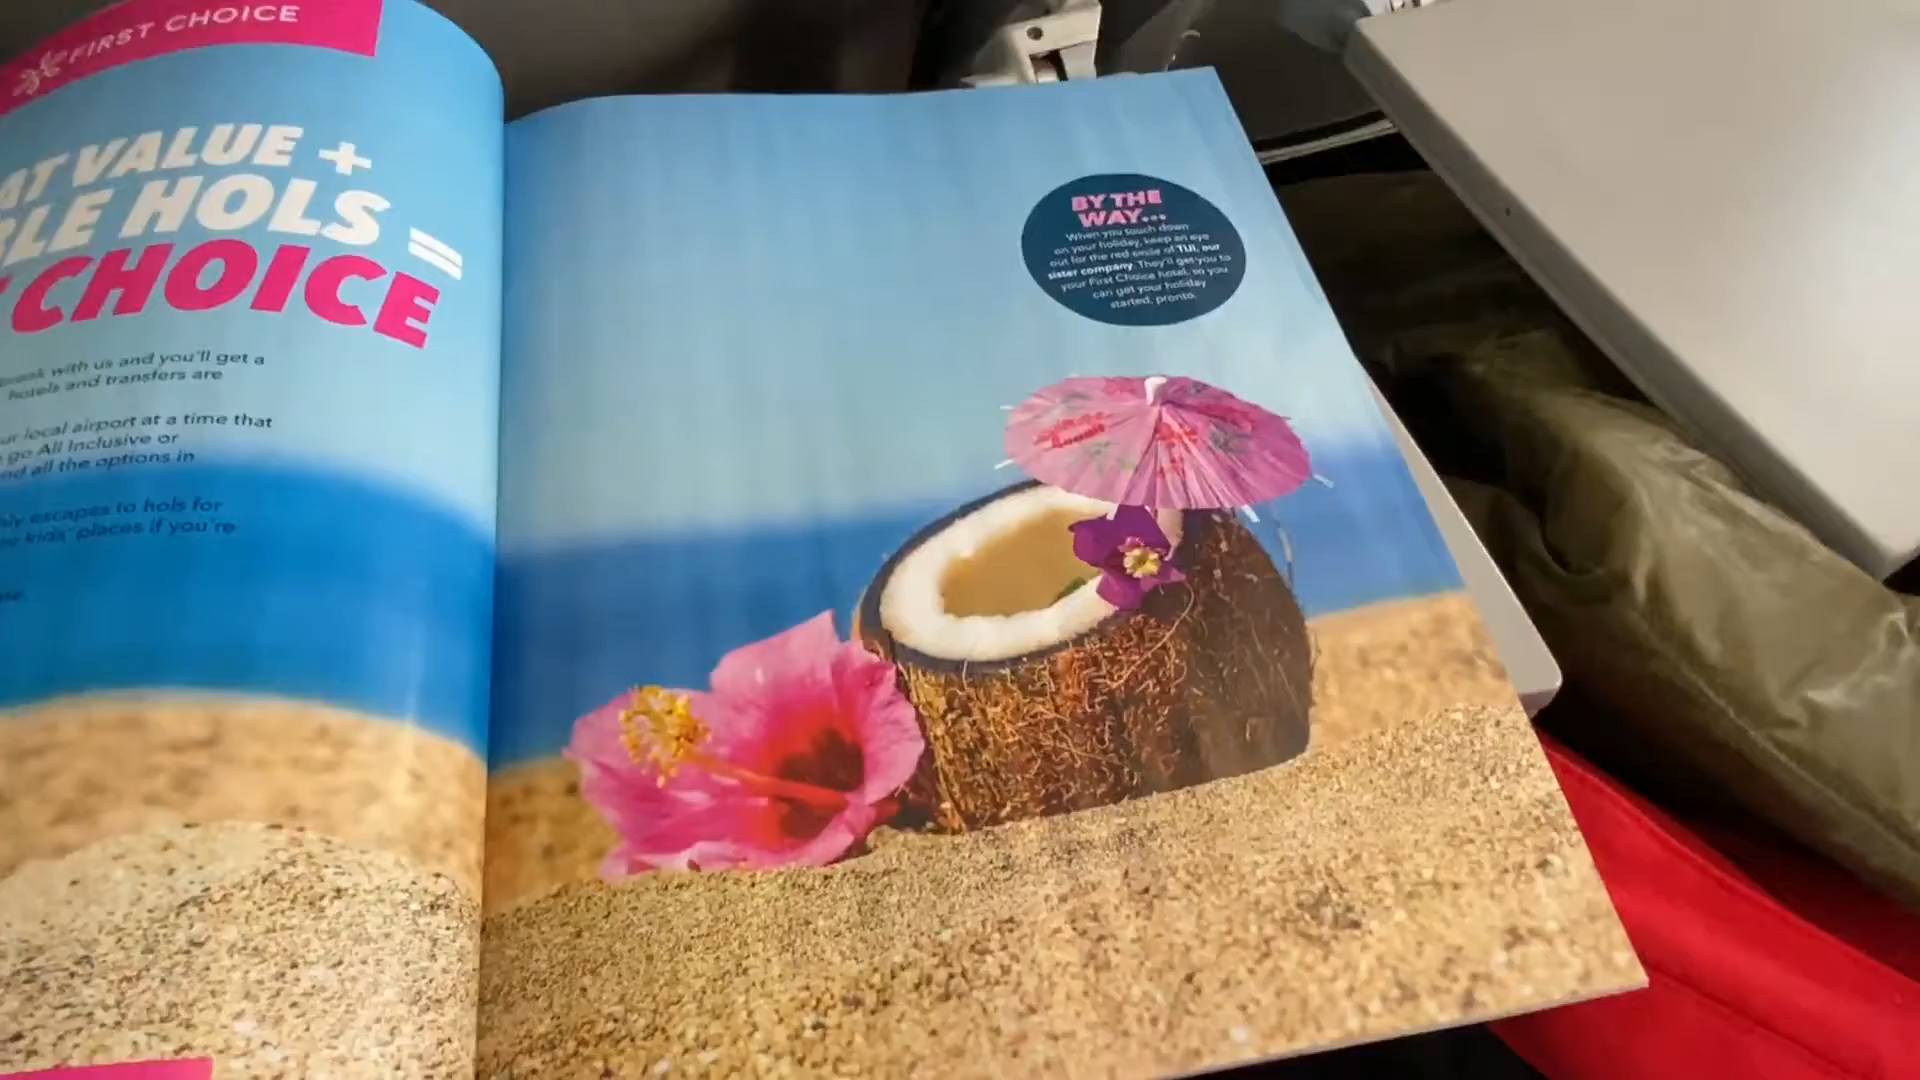 FIRST CHOICE
AT VALUE +
BLE HOLS =
CHOICE
break with us and you'll get a
hotels and transfers are
ur local airport at a time that
go All Inclusive or
nd all the options in
escapes to hols for
kids' places if you're
BY THE
WAY...
When you touch down
on your holiday, keep an eye
out for the red smile of TUI, our
sister company. They'll get you to
your First Choice hotel, so you
can get your holiday
started, pronto.